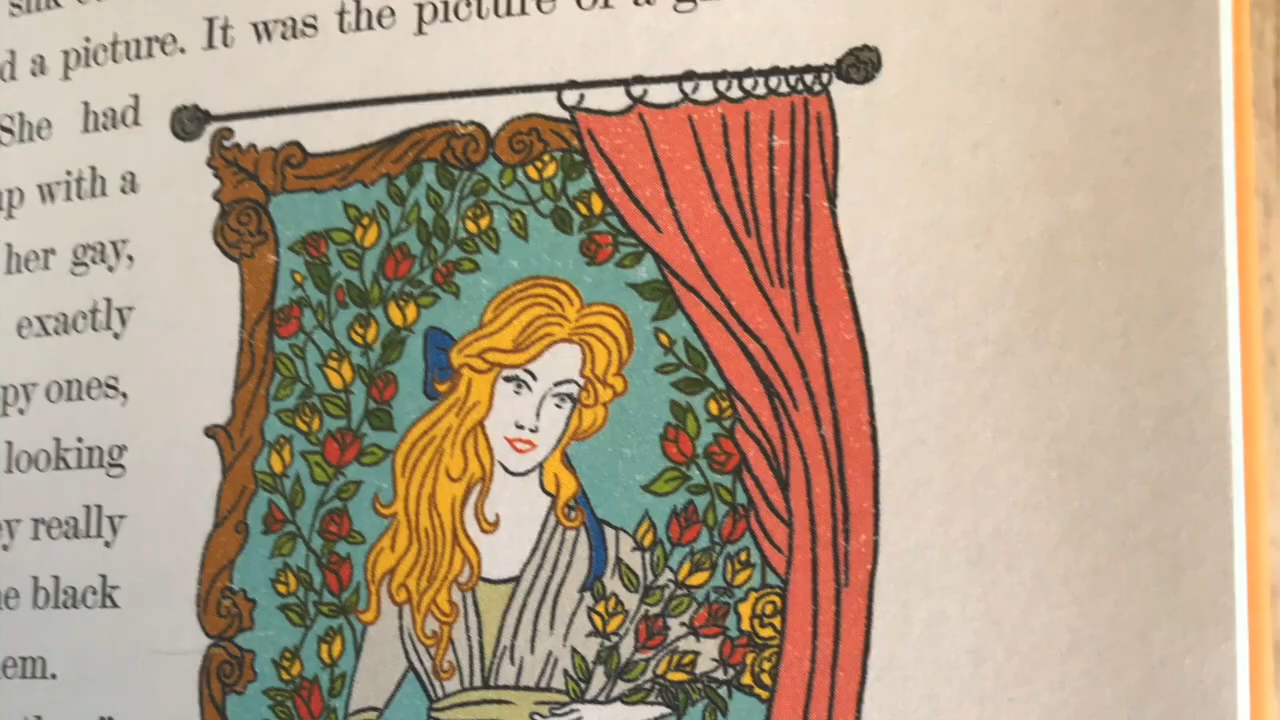 d a picture. It was the picture of a
She had
up with a
her gay,
exactly
py ones,
looking
ey really
e black
em.